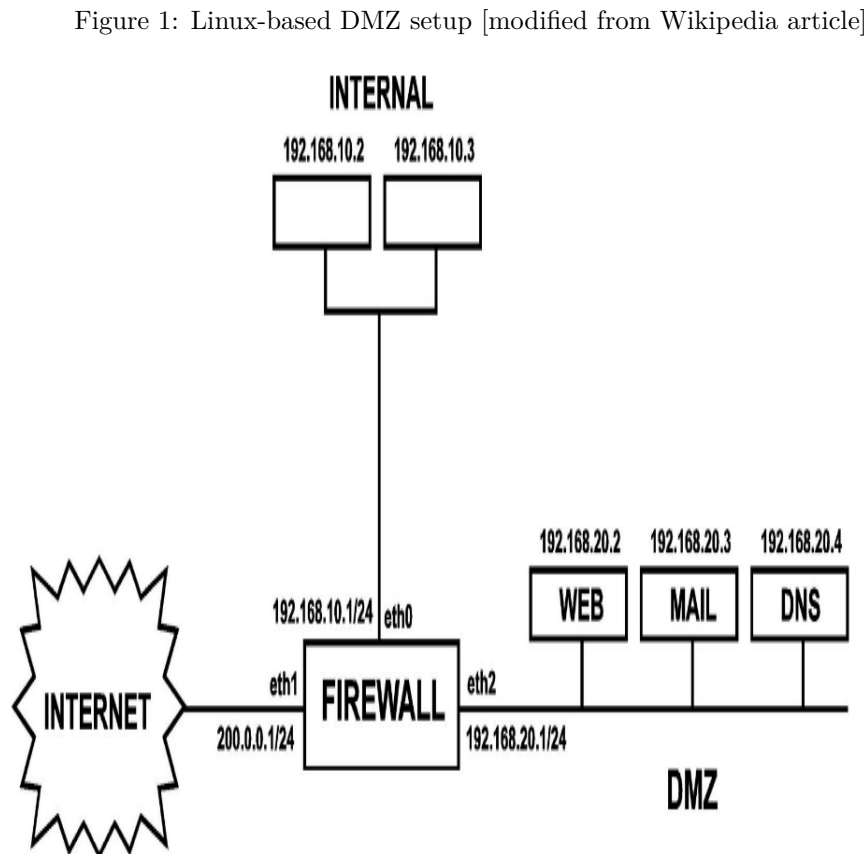 Figure 1: Linux-based DMZ setup [modified from Wikipedia article]
INTERNAL
192.168.10.2 192.168.10.3
192.168.20.2 192.168.20.3 192.168.20.4
WEB MAIL DNS
192.168.10.1/24 eth0
eth1 FIREWALL eth2
INTERNET
200.0.0.1/24 192.168.20.1/24
DMZ